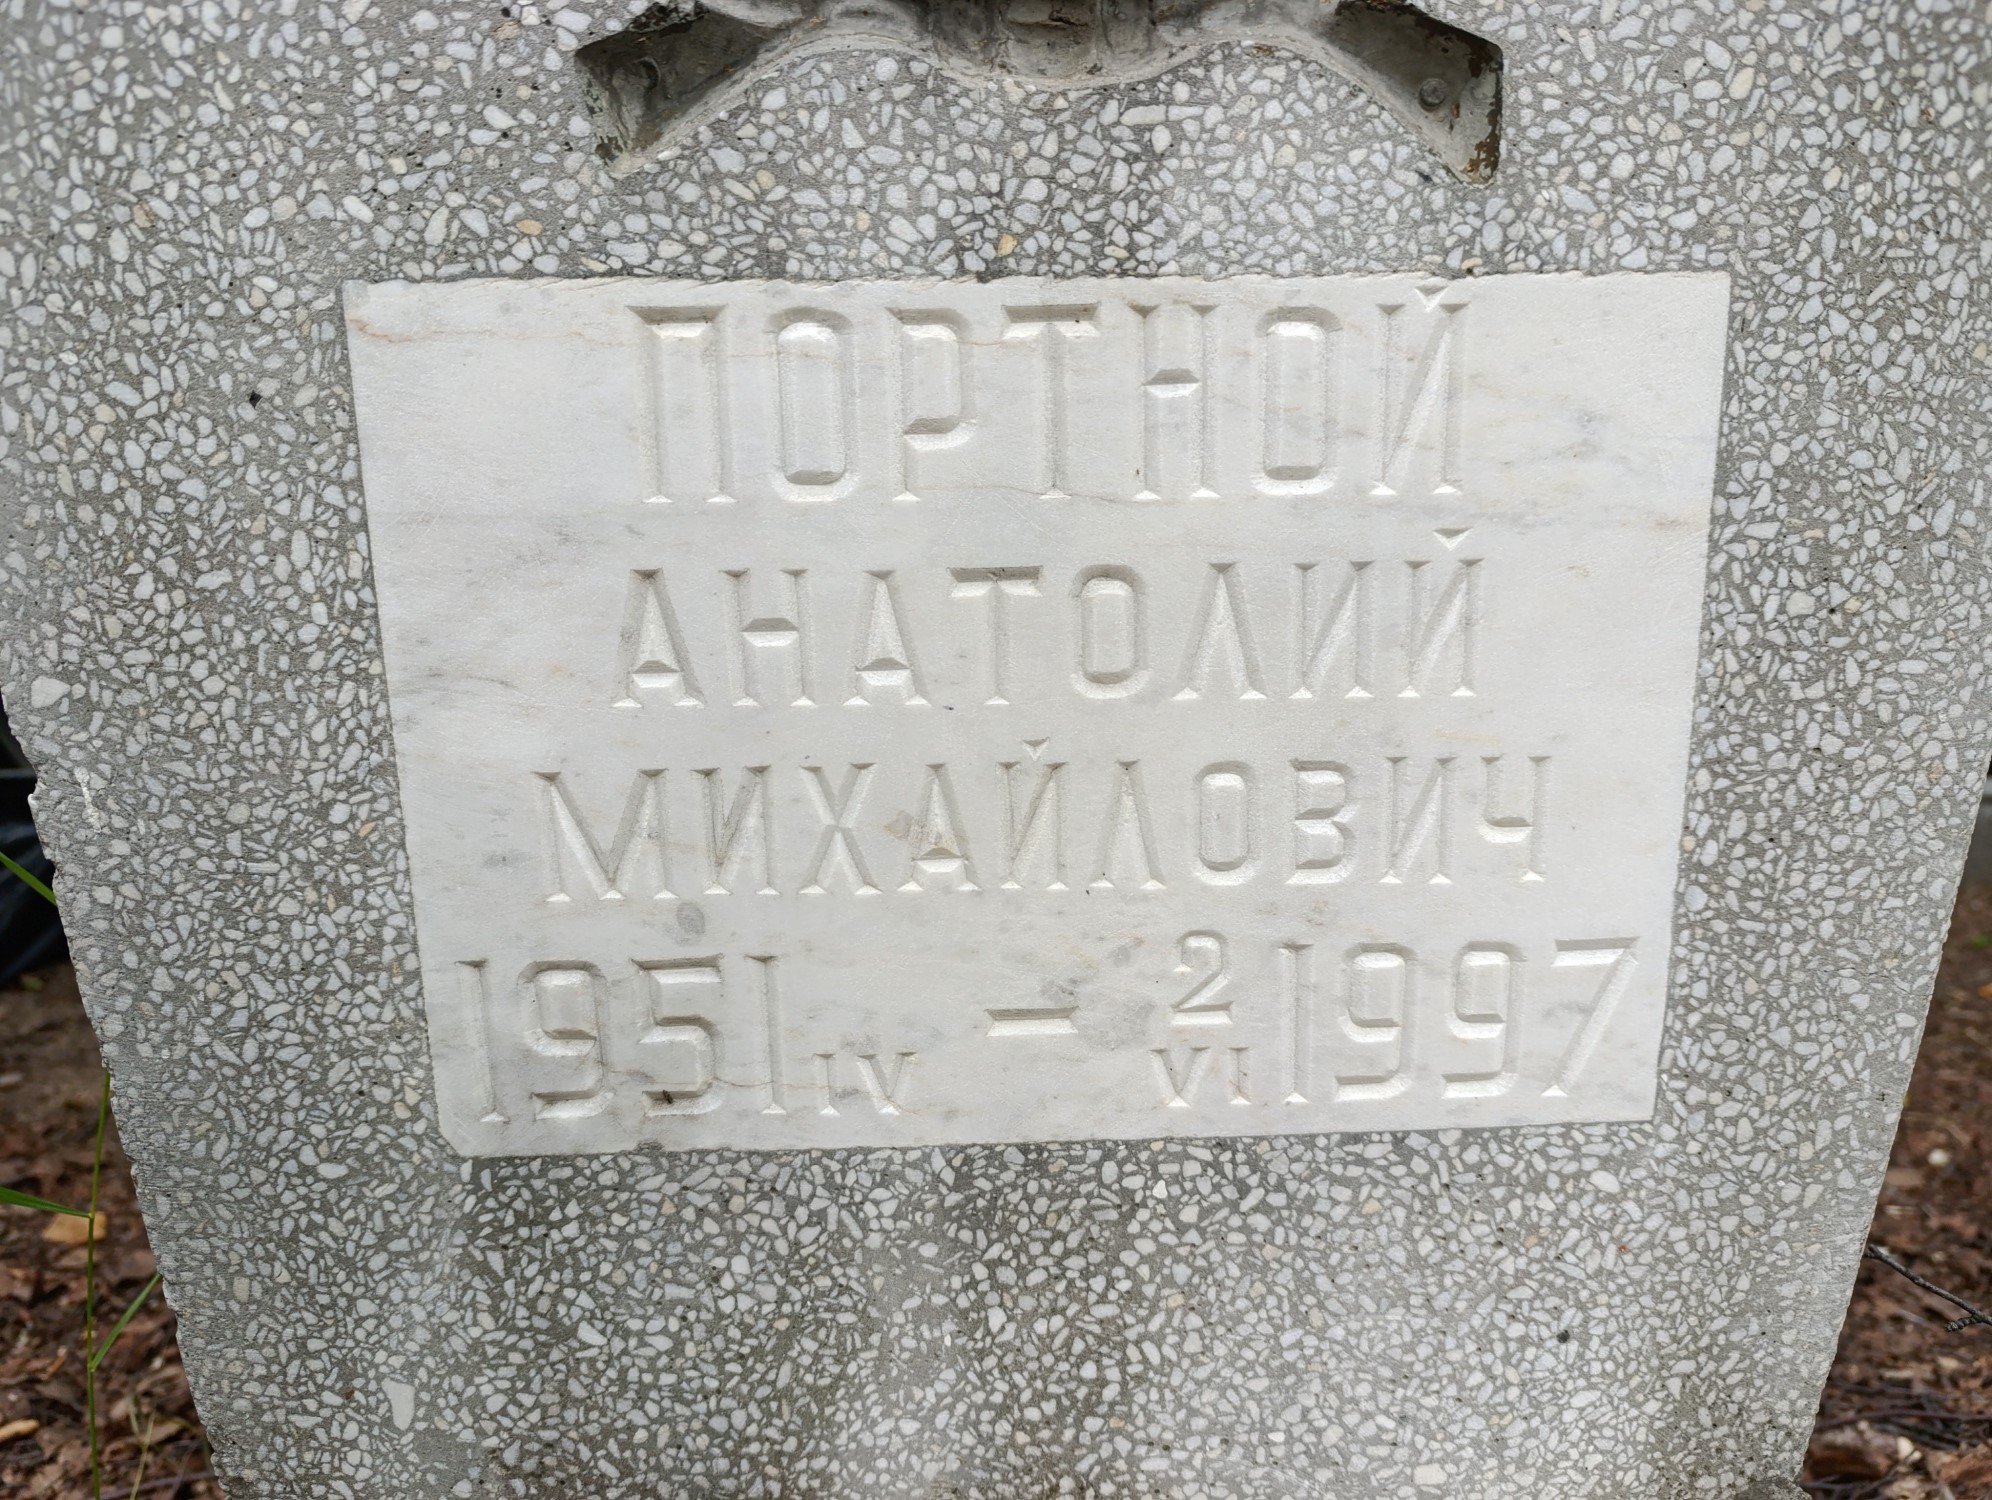 ПОРТНОЙ
АНАТОЛИЙ
МИХАЙЛОВИЧ
1951 IV — 2 VI 1997